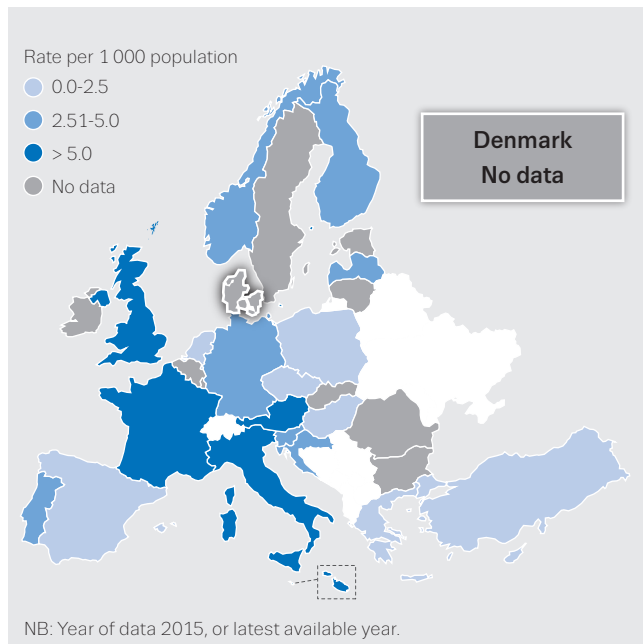 Rate per 1 000 population
0.0-2.5
2.51-5.0
> 5.0
No data
Denmark
No data
NB: Year of data 2015, or latest available year.